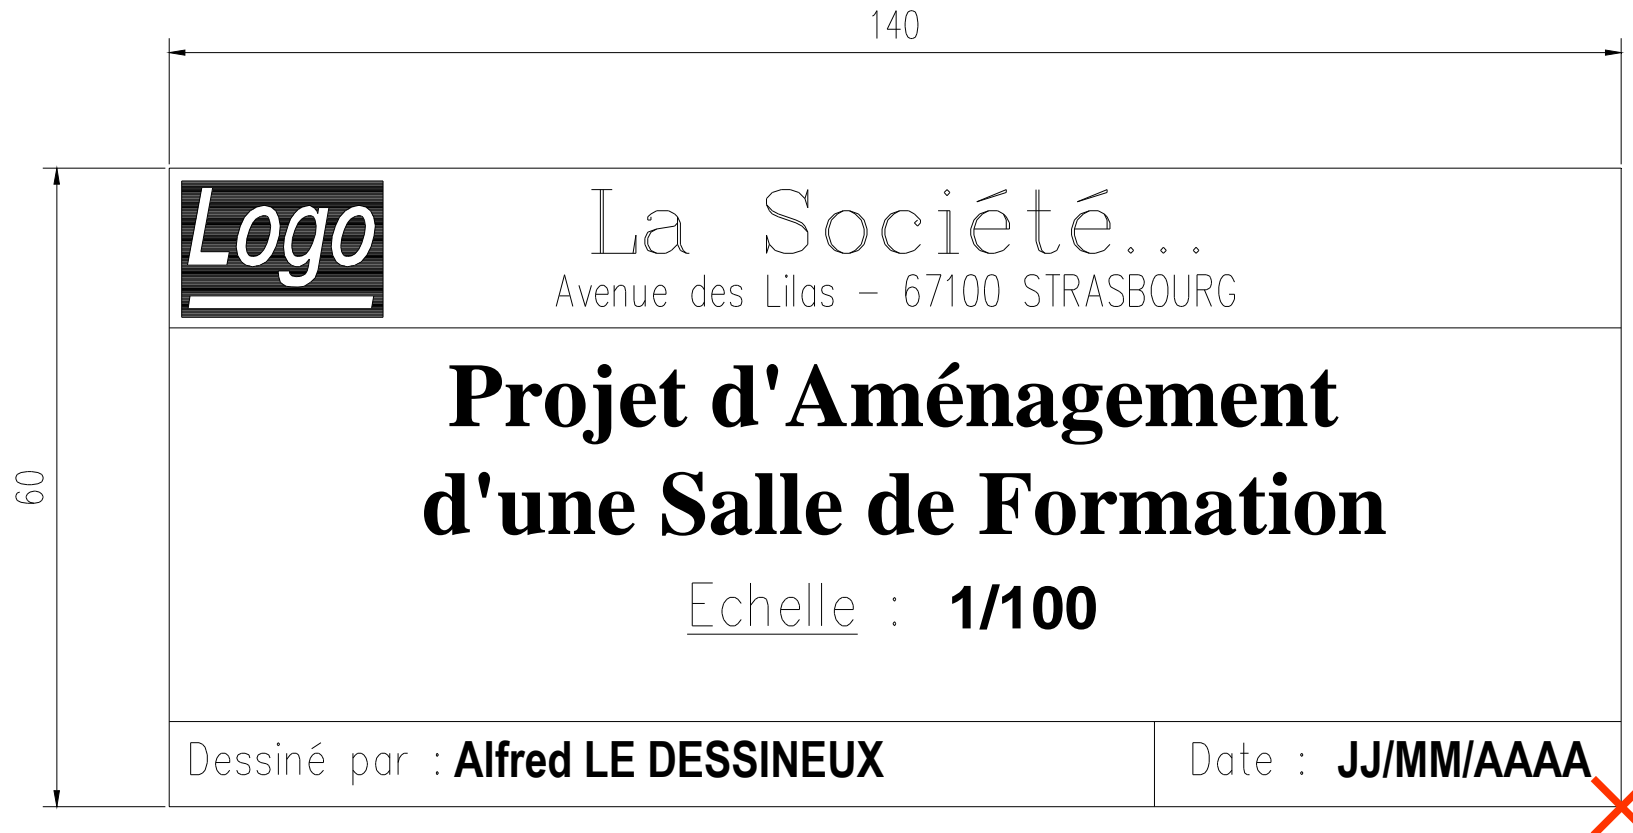 140
Logo
La Société...
Avenue des Lilas – 67100 STRASBOURG
60
Projet d'Aménagement
d'une Salle de Formation
Echelle : 1/100
Dessiné par : Alfred LE DESSINEUX
Date : JJ/MM/AAAA